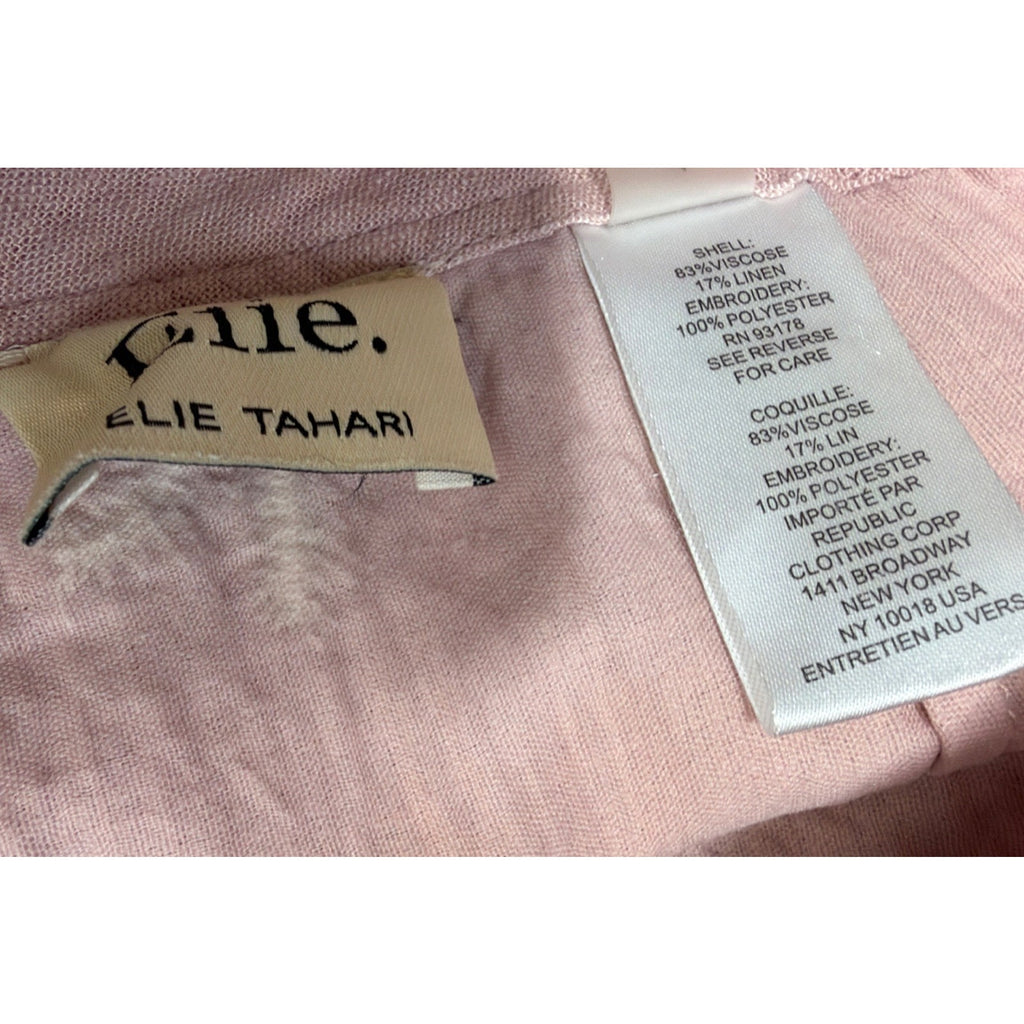 Elie.
ELIE TAHARI
SHELL:
83%VISCOSE
17% LINEN
EMBROIDERY:
100% POLYESTER
RN 93178
SEE REVERSE
FOR CARE
COQUILLE:
83%VISCOSE
17% LIN
EMBROIDERY:
100% POLYESTER
IMPORTÉ PAR
REPUBLIC
CLOTHING CORP
1411 BROADWAY
NEW YORK
NY 10018 USA
ENTRETIEN AU VERS